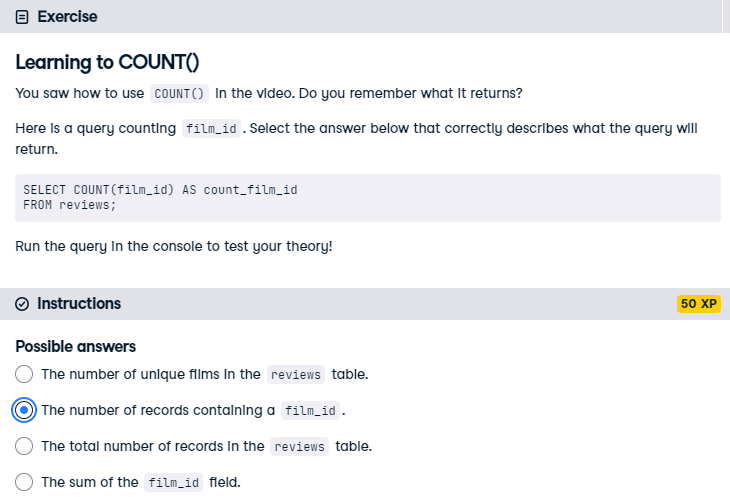 Exercise
Learning to COUNT()
You saw how to use COUNT() in the video. Do you remember what it returns?
Here is a query counting film_id. Select the answer below that correctly describes what the query will
return.
SELECT COUNT(film_id) AS count_film_id
FROM reviews;
Run the query in the console to test your theory!
Instructions
50 XP
Possible answers
The number of unique films in the reviews table.
The number of records containing a film_id.
The total number of records in the reviews table.
The sum of the film_id field.